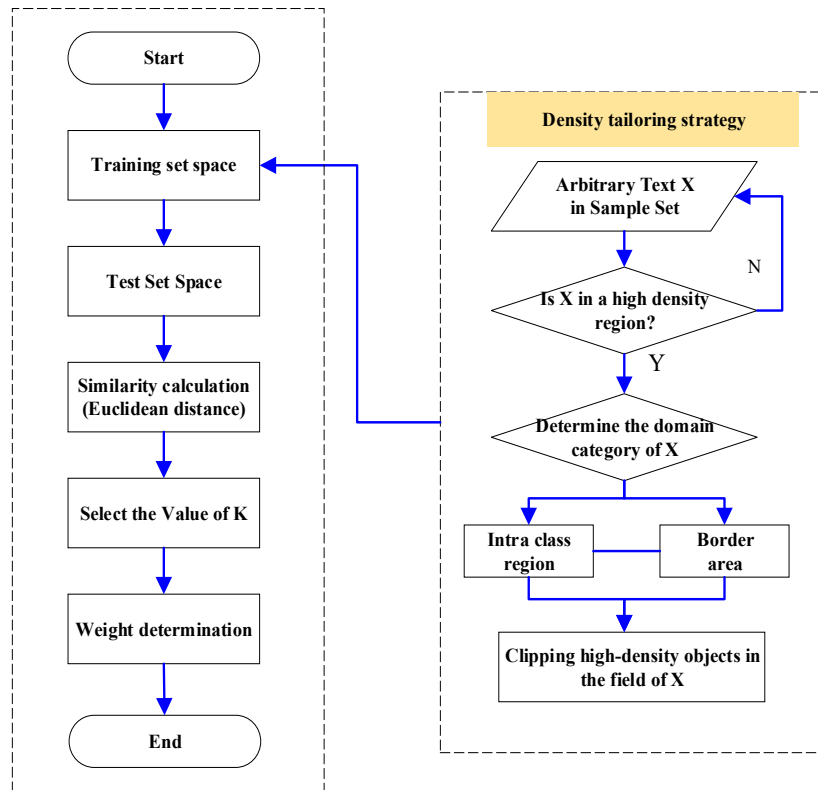 Start
Training set space
Test Set Space
Similarity calculation
(Euclidean distance)
Select the Value of K
Weight determination
End
Density tailoring strategy
Arbitrary Text X
in Sample Set
N
Is X in a high density
region?
Y
Determine the domain
category of X
Intra class
region
Border
area
Clipping high-density objects in
the field of X